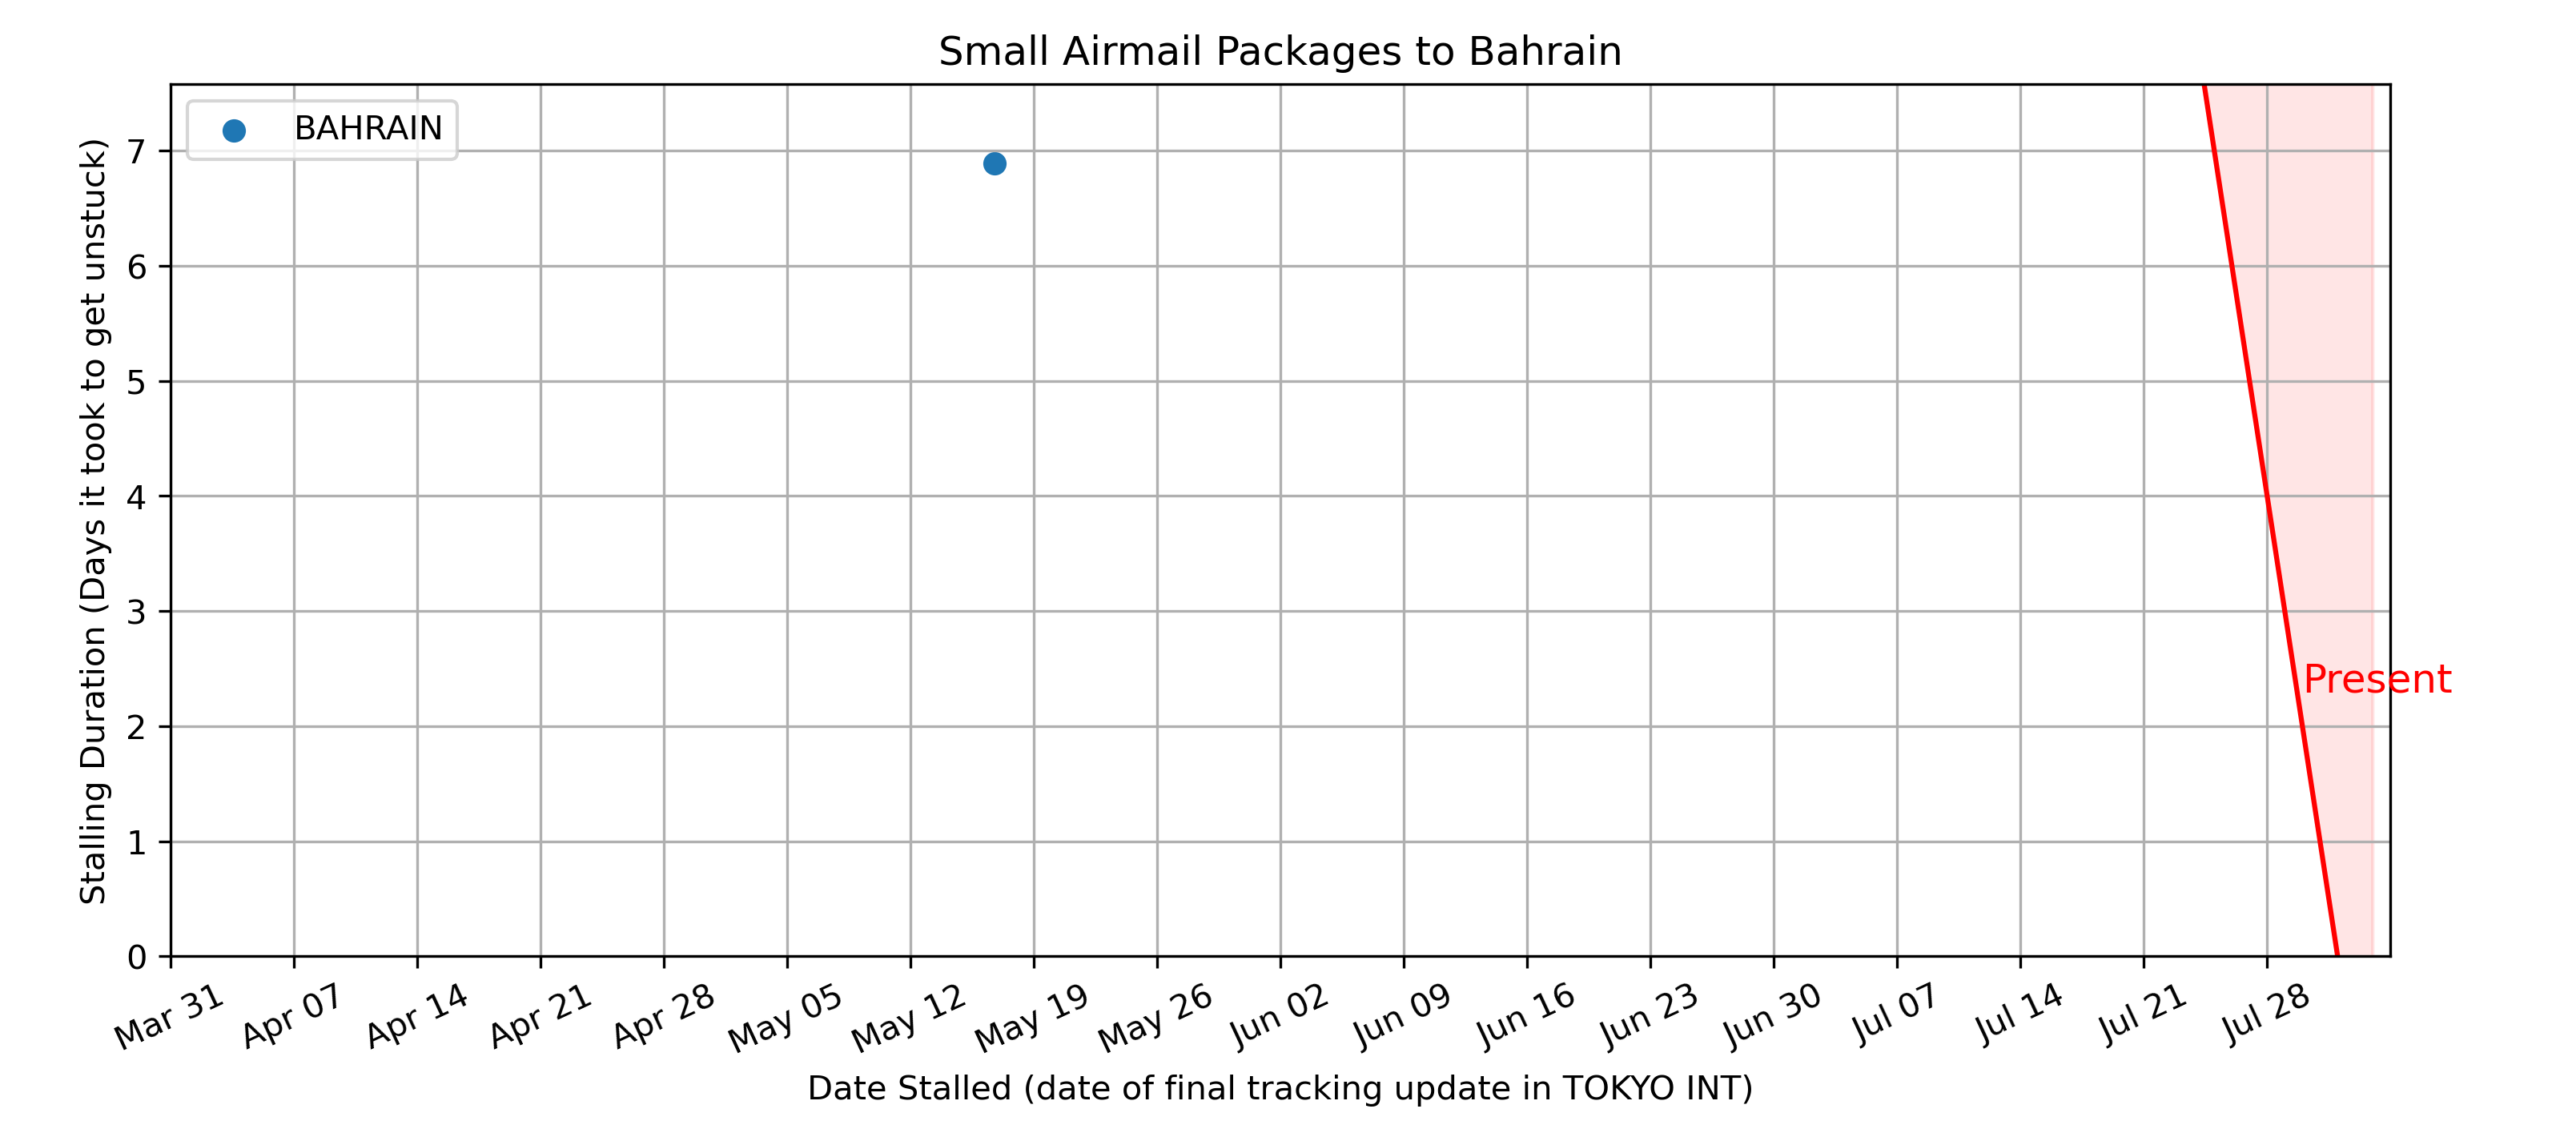 Small Airmail Packages to Bahrain
BAHRAIN
Stalling Duration (Days it took to get unstuck)
7
6
5
4
3
2
1
0
Present
Mar 31
Apr 07
Apr 14
Apr 21
Apr 28
May 05
May 12
May 19
May 26
Jun 02
Jun 09
Jun 16
Jun 23
Jun 30
Jul 07
Jul 14
Jul 21
Jul 28
Date Stalled (date of final tracking update in TOKYO INT)